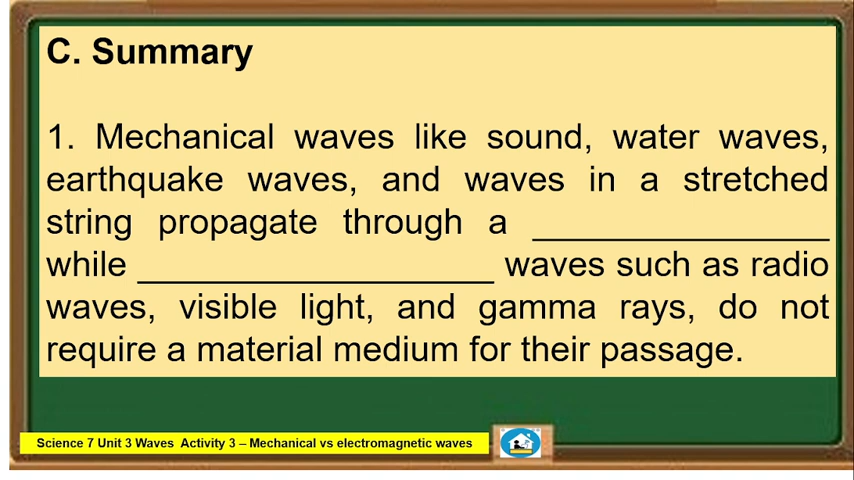 C. Summary
1. Mechanical waves like sound, water waves,
earthquake waves, and waves in a stretched
string propagate through a _______________
while __________________ waves such as radio
waves, visible light, and gamma rays, do not
require a material medium for their passage.
Science 7 Unit 3 Waves Activity 3 – Mechanical vs electromagnetic waves